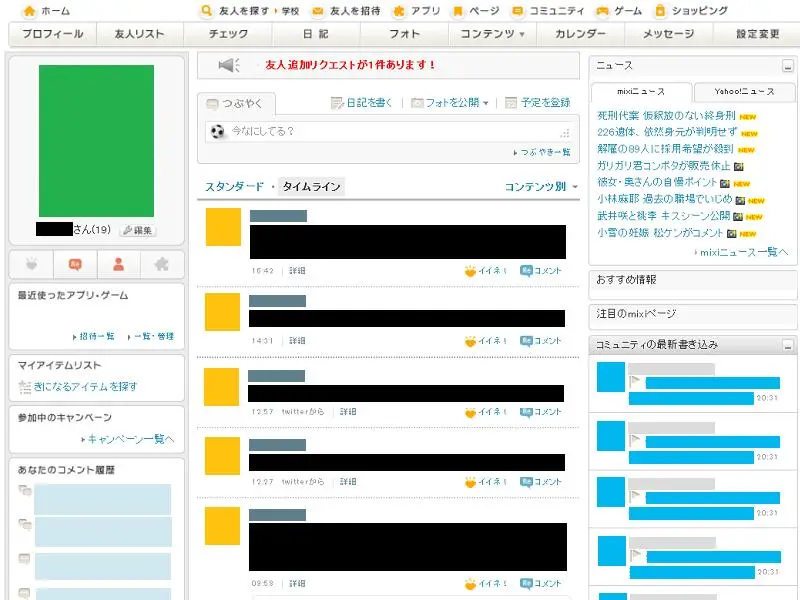 ホーム 友人を探す 学校 友人を招待 アプリ ページ コミュニティ ゲーム ショッピング
プロフィール 友人リスト チェック 日記 フォト コンテンツ カレンダー メッセージ 設定変更
さん(19) 編集
最近使ったアプリ・ゲーム
招待一覧 一覧・管理
マイアイテムリスト
きになるアイテムを探す
参加中のキャンペーン
キャンペーン一覧へ
あなたのコメント履歴
友人追加リクエストが1件あります!
つぶやく 日記を書く フォトを公開 予定を登録
今なにしてる?
つぶやき一覧
スタンダード・タイムライン コンテンツ別
16:42 詳細 イイネ! コメント
14:31 詳細 イイネ! コメント
12:57 twitterから 詳細 イイネ! コメント
12:27 twitterから 詳細 イイネ! コメント
09:58 詳細 イイネ! コメント
ニュース
mixiニュース Yahoo!ニュース
死刑代案 仮釈放のない終身刑 NEW
226遺体、依然身元が判明せず NEW
解雇の89人に採用希望が殺到 NEW
ガリガリ君コンポタが販売休止
彼女・奥さんの自慢ポイント NEW
小林麻耶 過去の職場でいじめ NEW
武井咲と桃李 キスシーン公開 NEW
小雪の妊娠 松ケンがコメント NEW
mixiニュース一覧へ
おすすめ情報
注目のmixiページ
コミュニティの最新書き込み
20:31
20:31
20:31
20:31